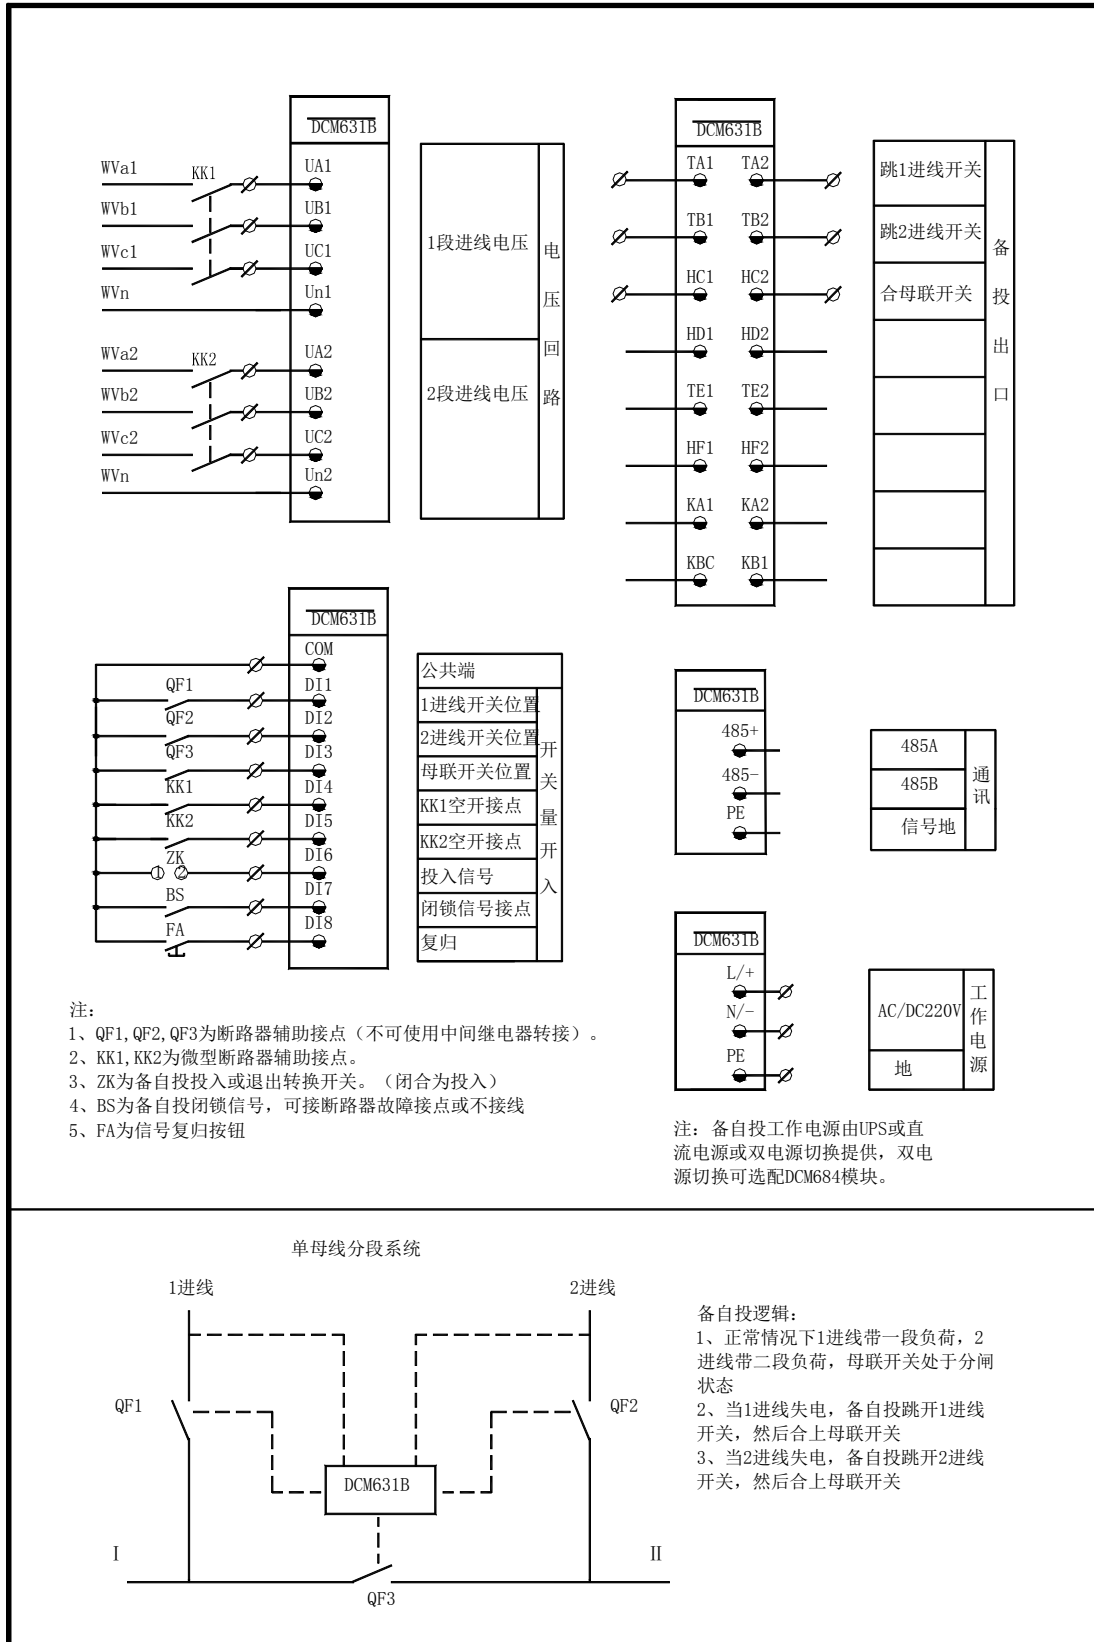 DCM631B
WVa1
KK1
UA1
WVb1
UB1
WVc1
UC1
WVn
Un1
WVa2
KK2
UA2
WVb2
UB2
WVc2
UC2
WVn
Un2
1段进线电压
2段进线电压
电压回路
DCM631B
TA1 TA2
TB1 TB2
HC1 HC2
HD1 HD2
TE1 TE2
HF1 HF2
KA1 KA2
KBC KB1
跳1进线开关
跳2进线开关
合母联开关
备投出口
DCM631B
COM
QF1 DI1
QF2 DI2
QF3 DI3
KK1 DI4
KK2 DI5
ZK DI6
① ②
BS DI7
FA DI8
公共端
1进线开关位置
2进线开关位置
母联开关位置
KK1空开接点
KK2空开接点
投入信号
闭锁信号接点
复归
开关量开入
DCM631B
485+
485-
PE
485A
485B
信号地
通讯
DCM631B
L/+
N/-
PE
AC/DC220V
地
工作电源
注:
1、QF1,QF2,QF3为断路器辅助接点（不可使用中间继电器转接）。
2、KK1,KK2为微型断路器辅助接点。
3、ZK为备自投投入或退出转换开关。（闭合为投入）
4、BS为备自投闭锁信号，可接断路器故障接点或不接线
5、FA为信号复归按钮
注：备自投工作电源由UPS或直
流电源或双电源切换提供，双电
源切换可选配DCM684模块。
单母线分段系统
1进线
2进线
QF1
QF2
DCM631B
I
II
QF3
备自投逻辑:
1、正常情况下1进线带一段负荷，2
进线带二段负荷，母联开关处于分闸
状态
2、当1进线失电，备自投跳开1进线
开关，然后合上母联开关
3、当2进线失电，备自投跳开2进线
开关，然后合上母联开关